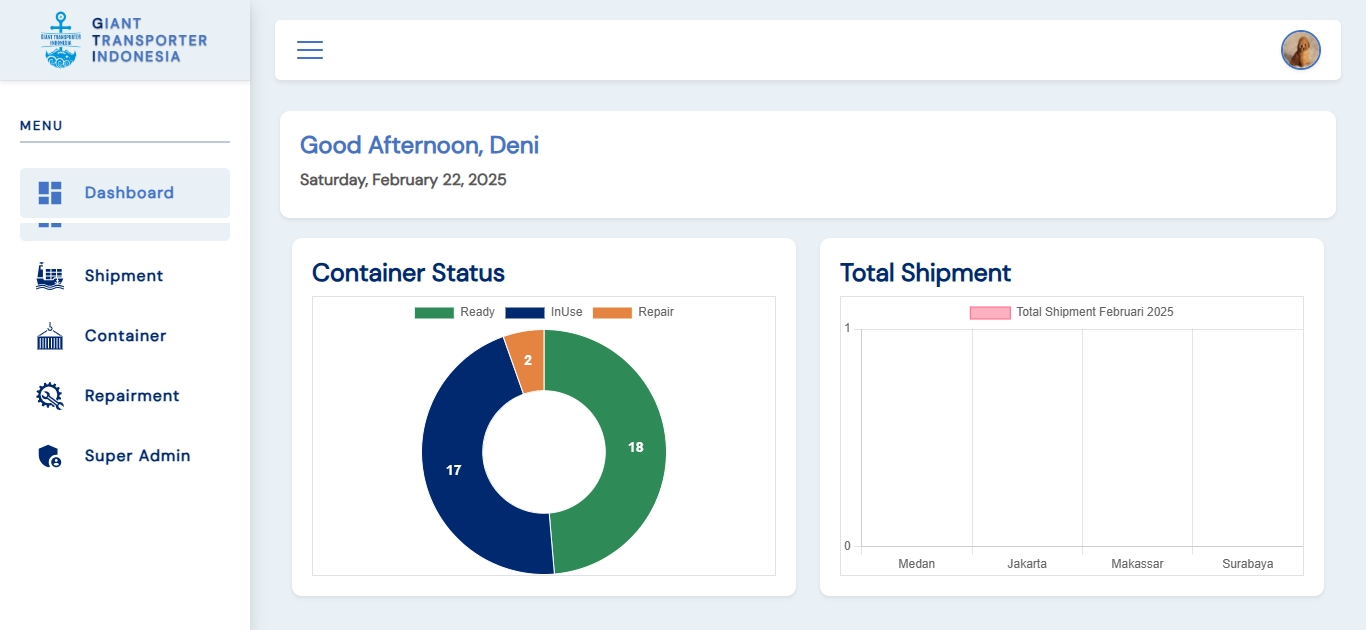 GIANT TRANSPORTER
INDONESIA
GIANT
TRANSPORTER
INDONESIA
MENU
Dashboard
Shipment
Container
Repairment
Super Admin
Good Afternoon, Deni
Saturday, February 22, 2025
Container Status
Ready InUse Repair
2
18
17
Total Shipment
Total Shipment Februari 2025
1
0
Medan Jakarta Makassar Surabaya